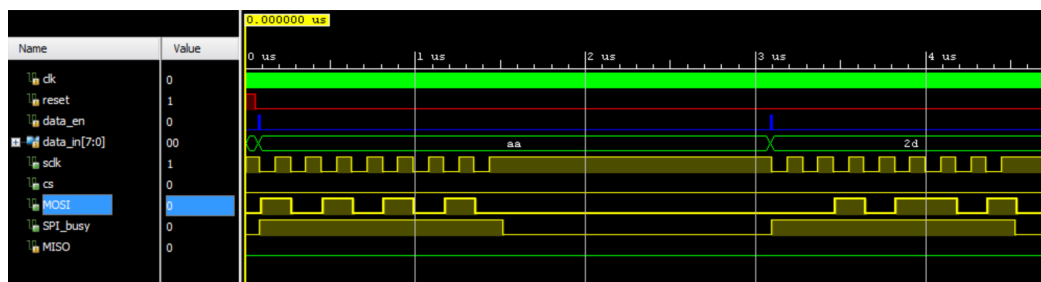 0.000000 us
Name Value
0 us 1 us 2 us 3 us 4 us
clk 0
reset 1
data_en 0
data_in[7:0] 00 aa 2d
sclk 1
cs 0
MOSI 0
SPI_busy 0
MISO 0